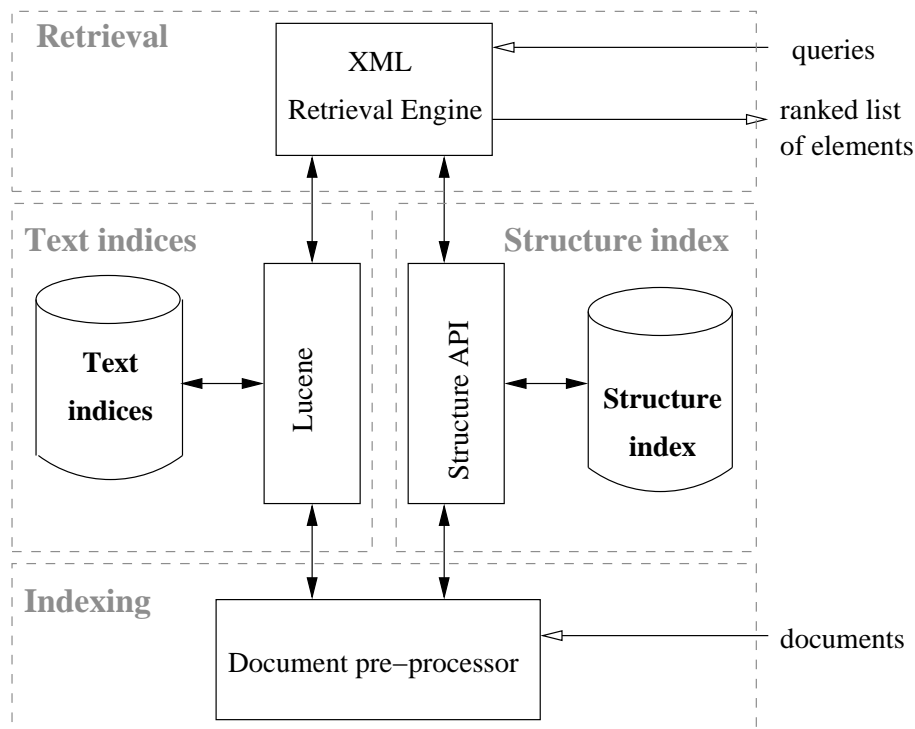 Retrieval
XML
Retrieval Engine
queries
ranked list
of elements
Text indices
Structure index
Text
indices
Lucene
Structure API
Structure
index
Indexing
Document pre−processor
documents